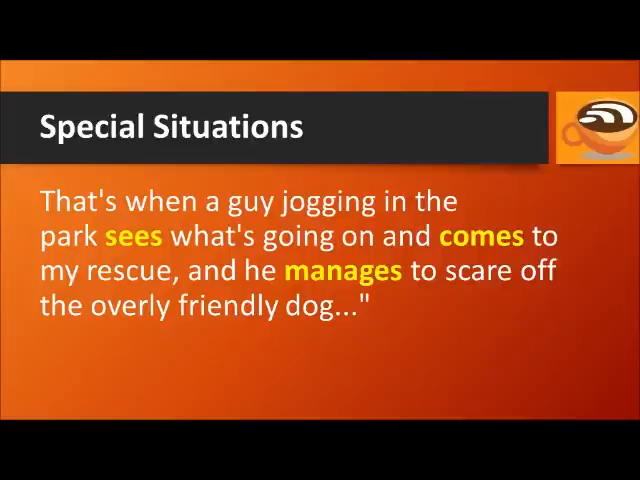 Special Situations
That's when a guy jogging in the
park sees what's going on and comes to
my rescue, and he manages to scare off
the overly friendly dog..."